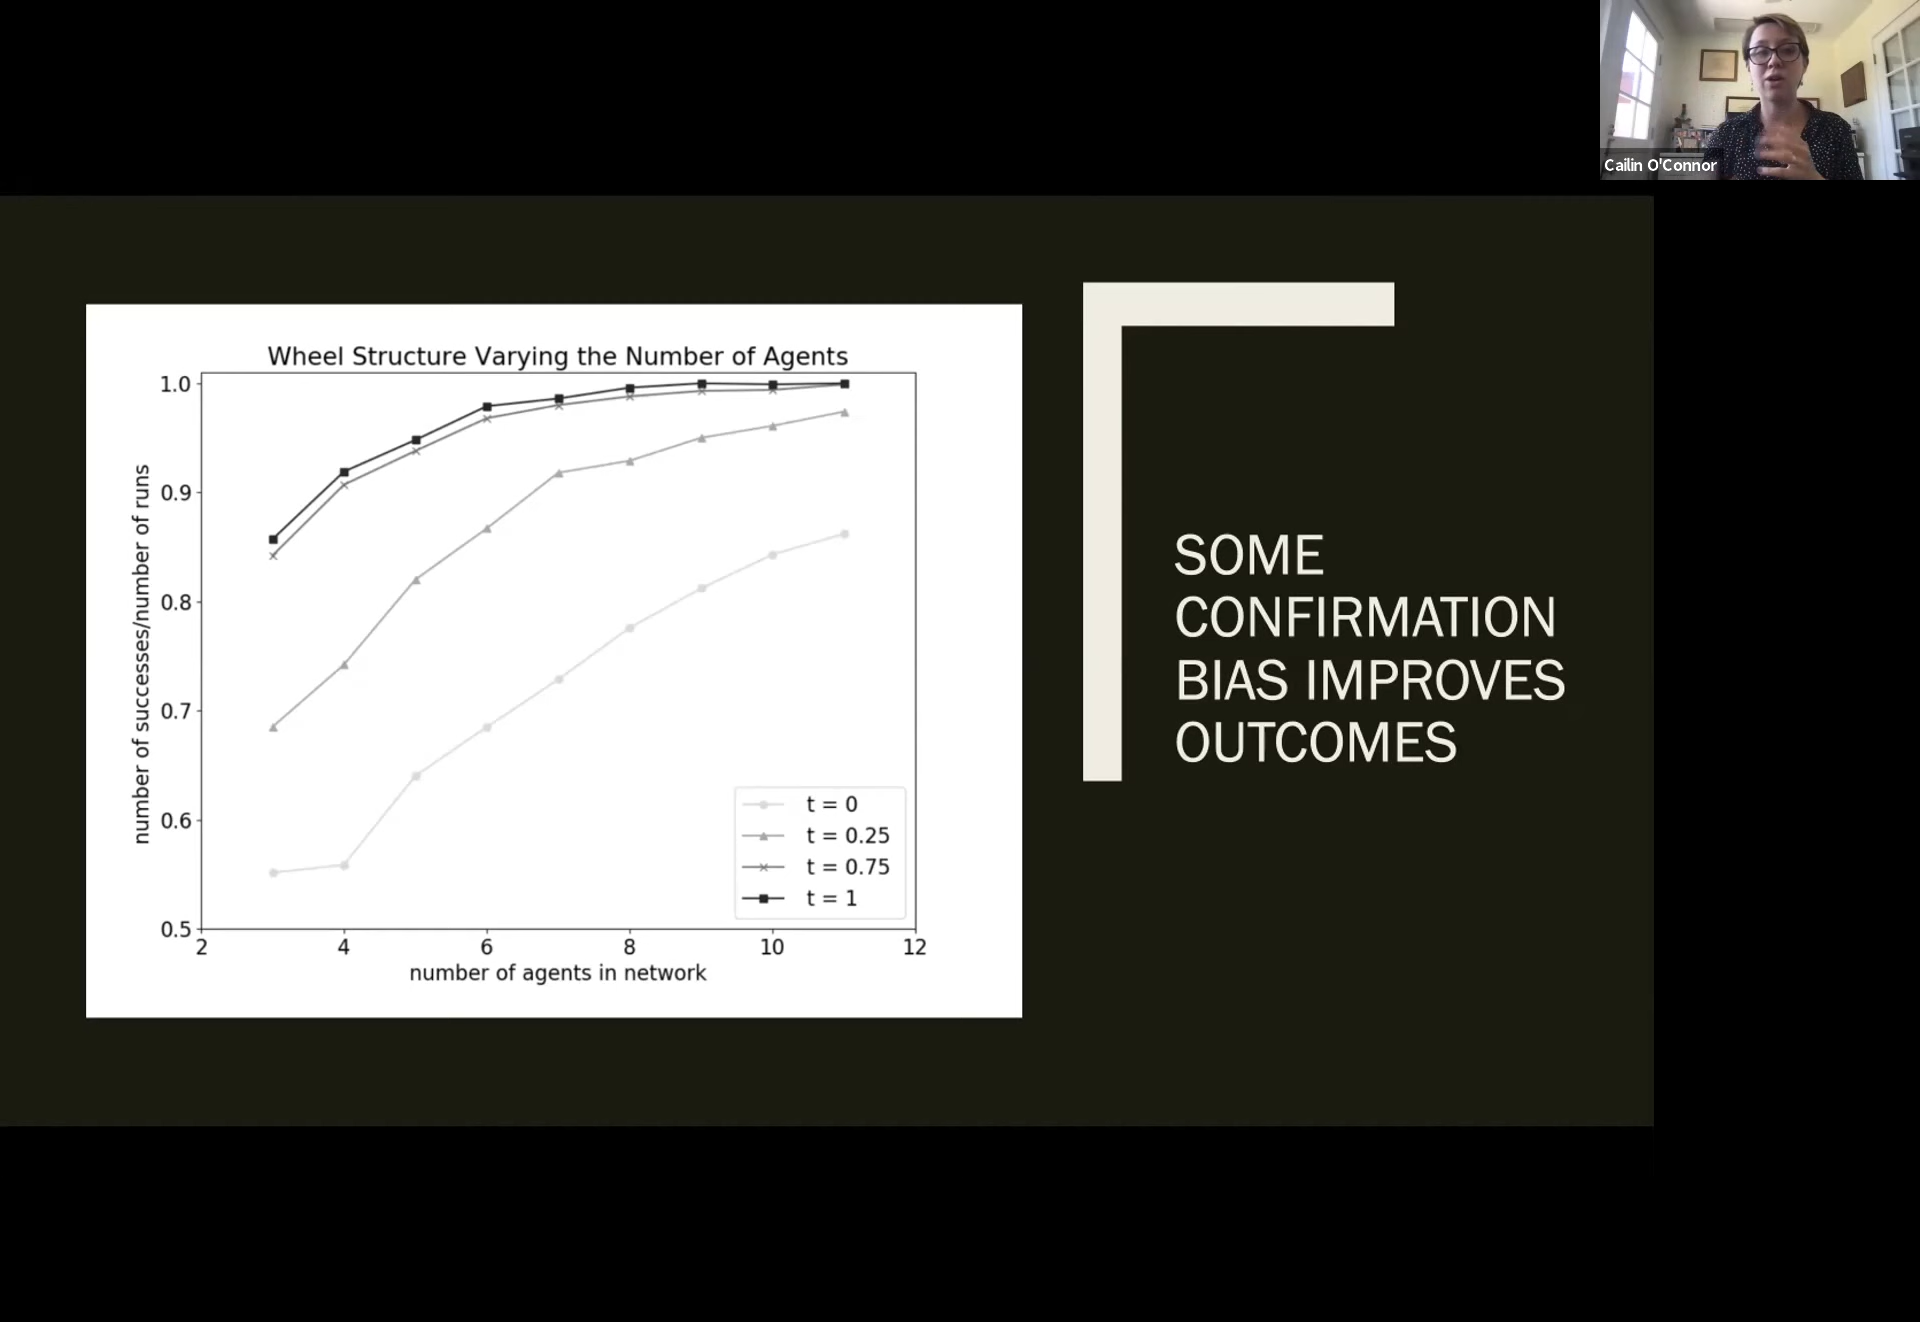 Cailin O'Connor
Wheel Structure Varying the Number of Agents
number of successes/number of runs
1.0
0.9
0.8
0.7
0.6
0.5
2 4 6 8 10 12
number of agents in network
t = 0
t = 0.25
t = 0.75
t = 1
SOME
CONFIRMATION
BIAS IMPROVES
OUTCOMES